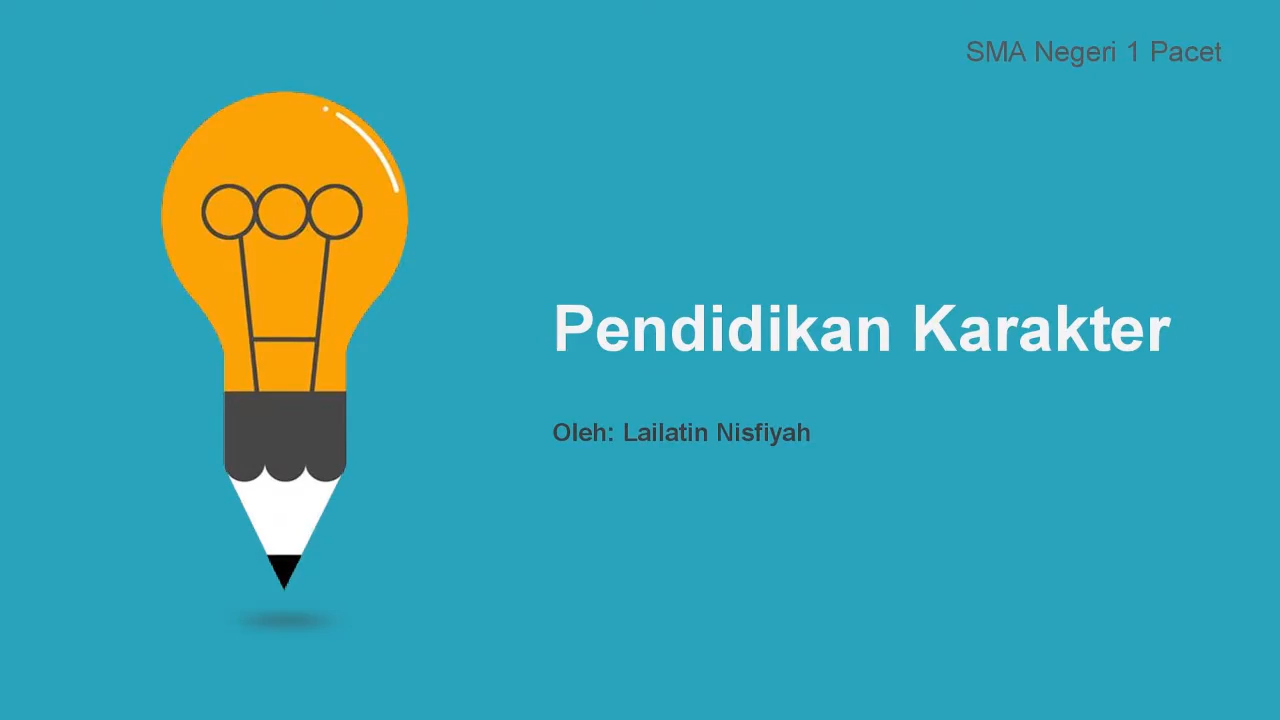 SMA Negeri 1 Pacet
Pendidikan Karakter
Oleh: Lailatin Nisfiyah